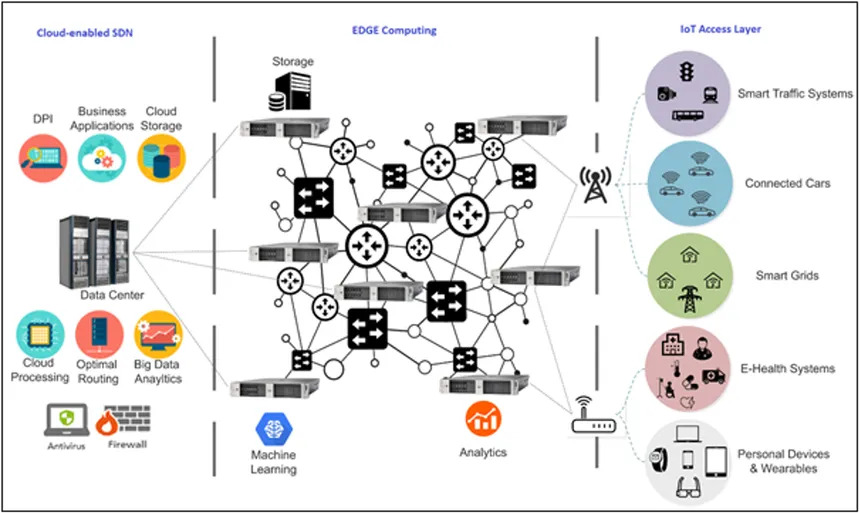 Cloud-enabled SDN
EDGE Computing
IoT Access Layer
Storage
DPI
Business
Applications
Cloud
Storage
Data Center
Cloud
Processing
Optimal
Routing
Big Data
Anayltics
Antivirus
Firewall
Machine
Learning
Analytics
Smart Traffic Systems
Connected Cars
Smart Grids
E-Health Systems
Personal Devices
& Wearables